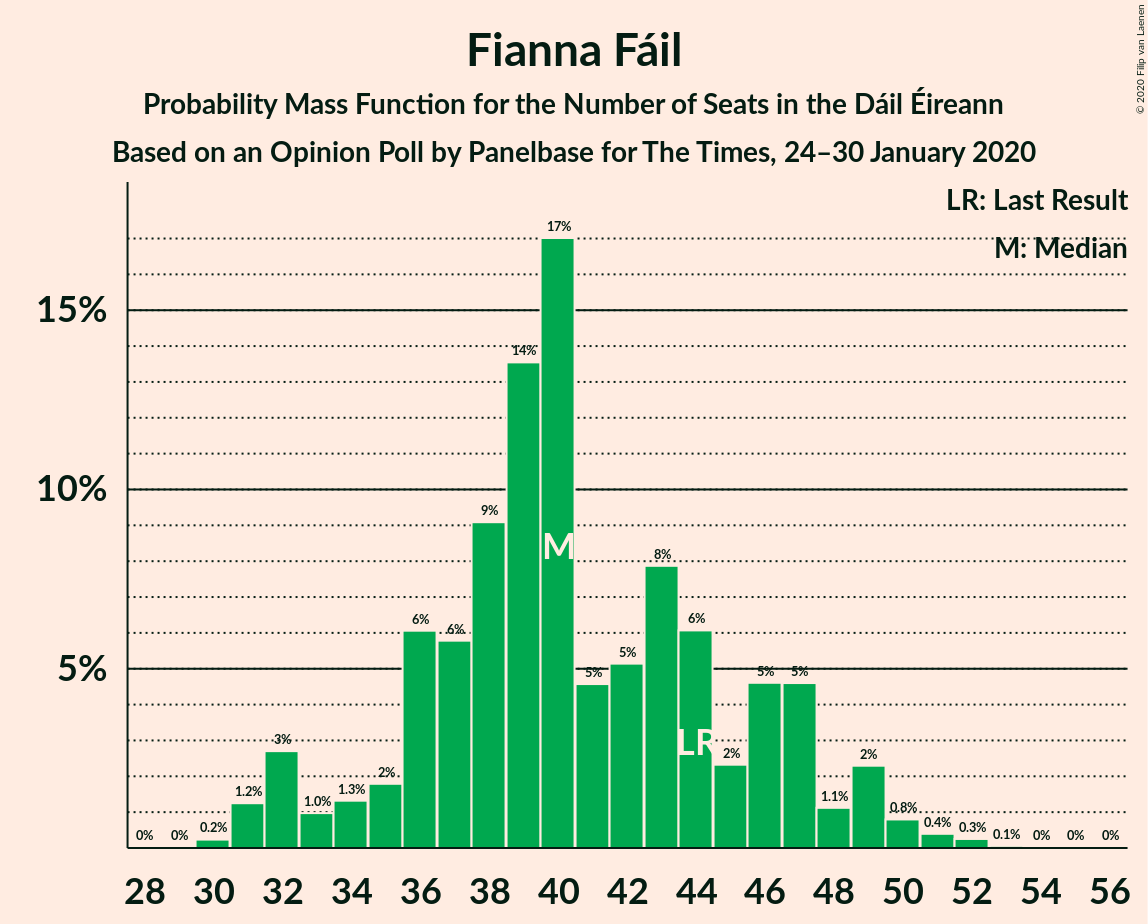 Fianna Fáil
Probability Mass Function for the Number of Seats in the Dáil Éireann
Based on an Opinion Poll by Panelbase for The Times, 24–30 January 2020
© 2020 Filip van Laenen
LR: Last Result
M: Median
15%
10%
5%
0% 0% 0.2% 1.2% 3% 1.0% 1.3% 2% 6% 6% 9% 14% 17% 5% 5% 8% 6% 2% 5% 5% 1.1% 2% 0.8% 0.4% 0.3% 0.1% 0% 0% 0%
M
LR
28 30 32 34 36 38 40 42 44 46 48 50 52 54 56